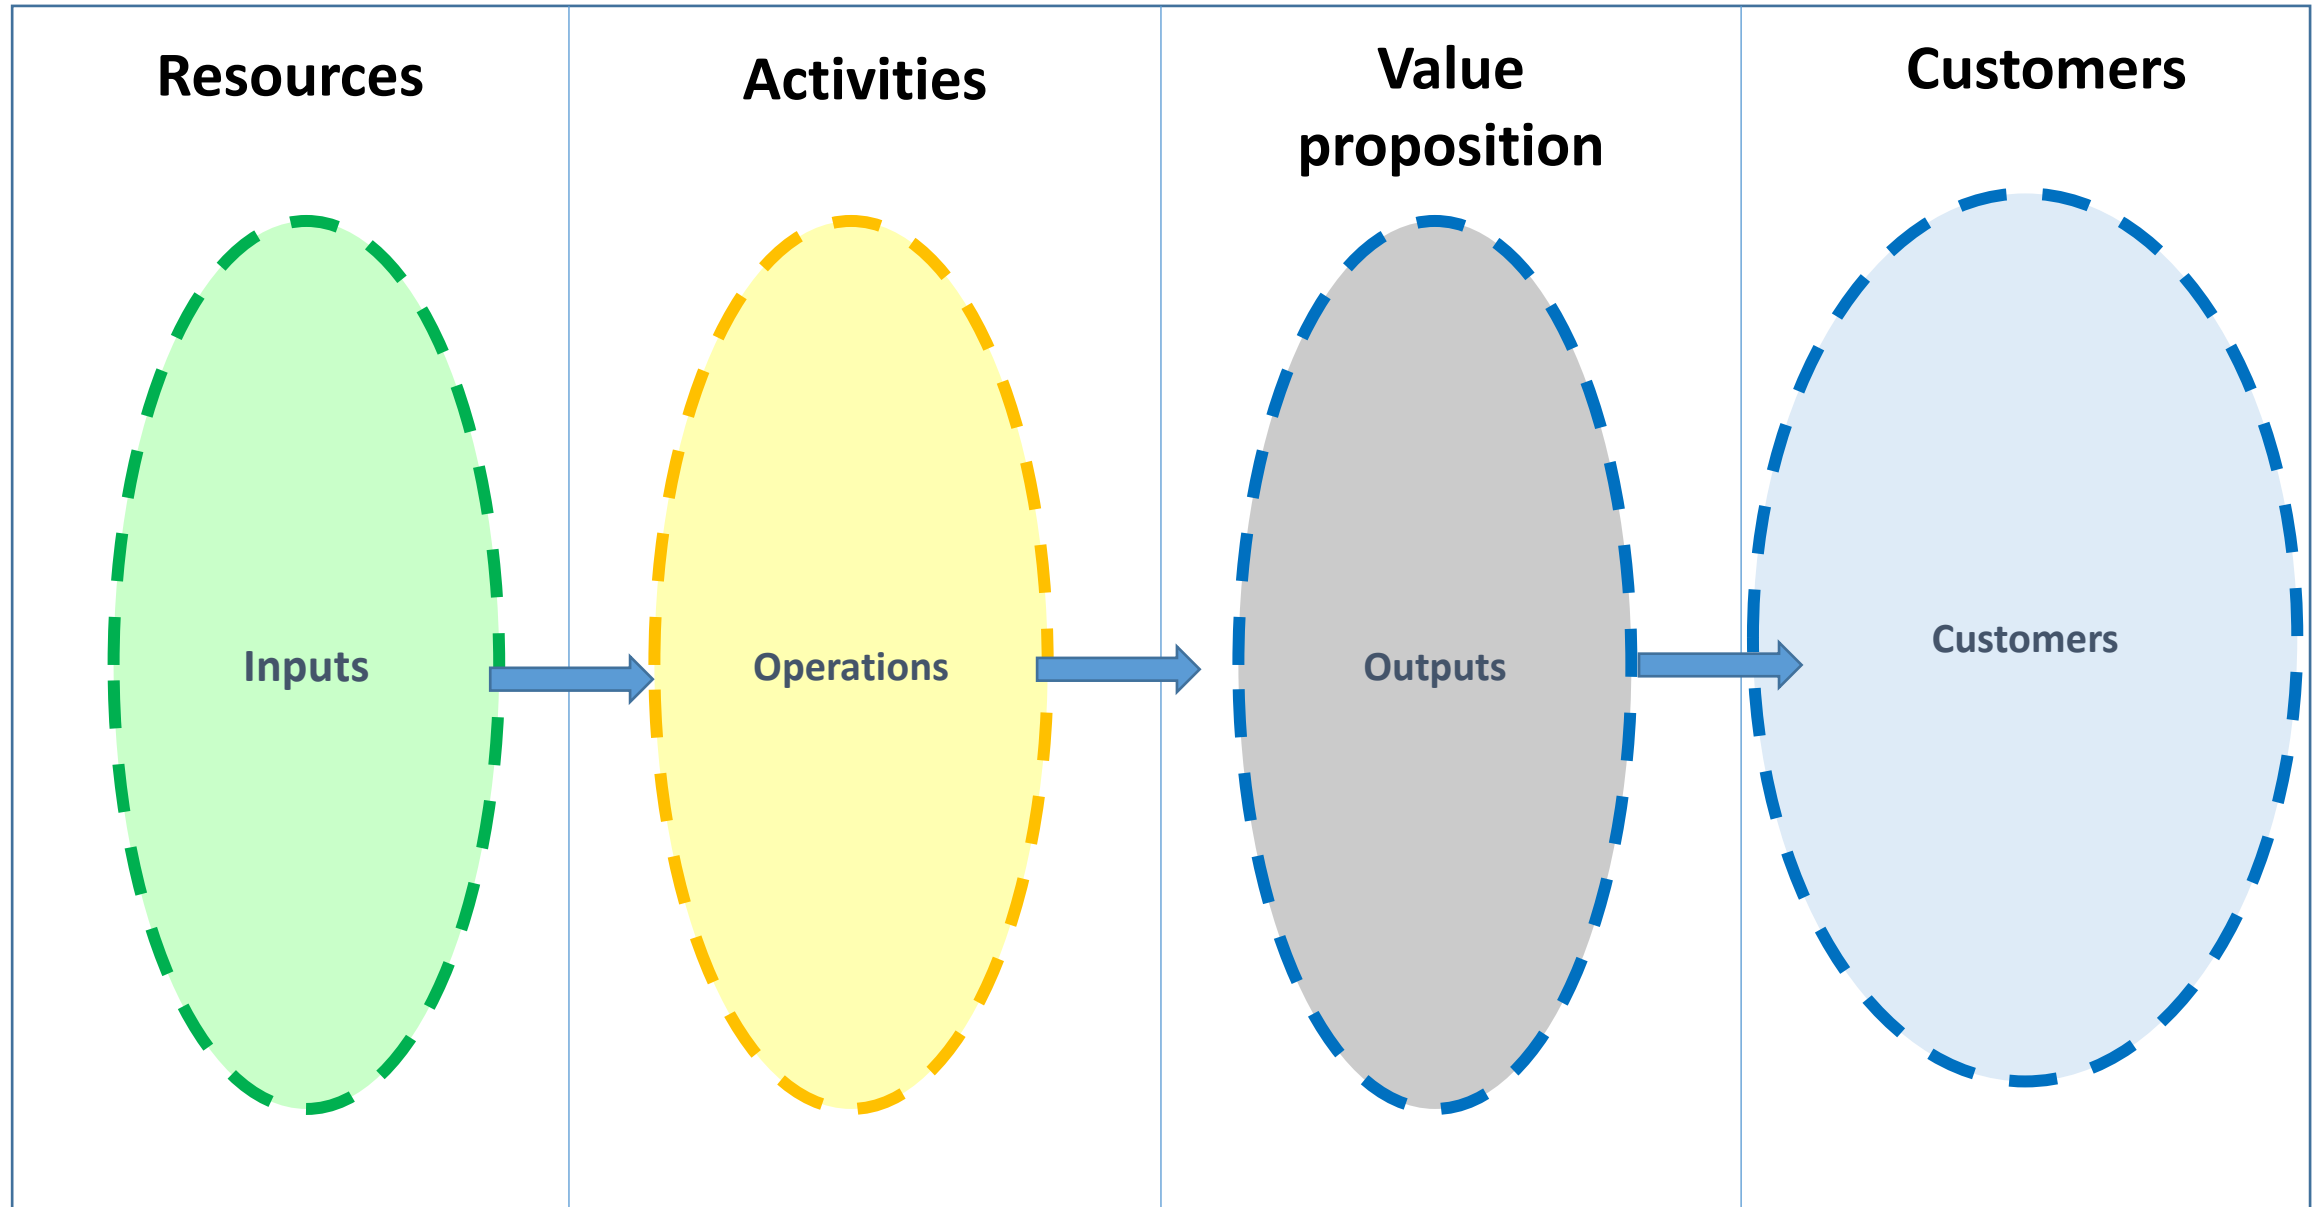 Resources
Activities
Value
proposition
Customers
Inputs
Operations
Outputs
Customers